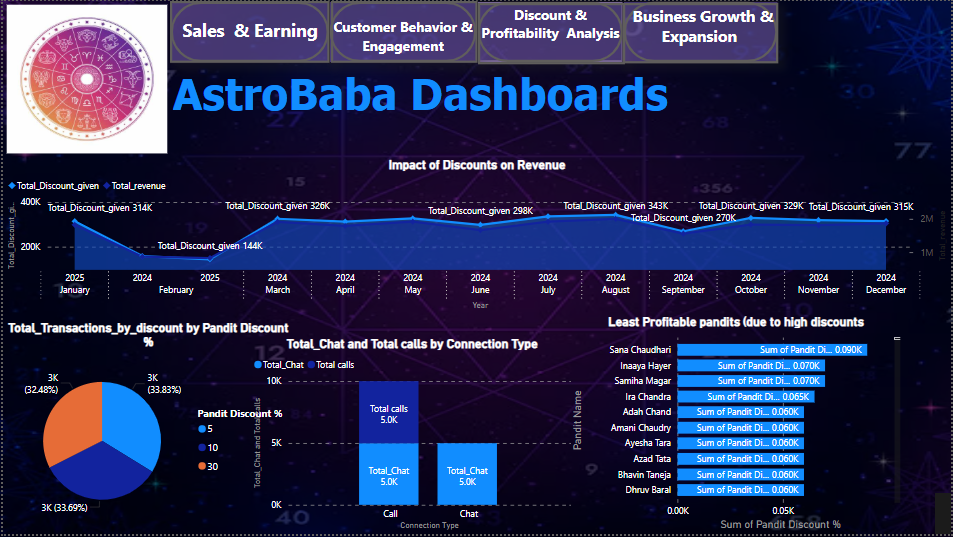 Sales & Earning
Customer Behavior &
Engagement
Discount &
Profitability Analysis
Business Growth &
Expansion
AstroBaba Dashboards
Impact of Discounts on Revenue
Total_Discount_given Total_revenue
400K
200K
Total_Discount_gi...
Total_Discount_given 314K
Total_Discount_given 144K
Total_Discount_given 326K
Total_Discount_given 298K
Total_Discount_given 343K
Total_Discount_given 270K
Total_Discount_given 329K
Total_Discount_given 315K
2M
1M
Total_revenue
2025 2024 2025 2024 2024 2024 2024 2024 2024 2024 2024 2024 2024
January February March April May June July August September October November December
Year
Total_Transactions_by_discount by Pandit Discount
%
3K
(32.48%)
3K
(33.83%)
3K (33.69%)
Pandit Discount %
5
10
30
Total_Chat and Total calls by Connection Type
Total_Chat Total calls
Total_Chat and Total calls
10K
5K
0K
Total calls
5.0K
Total_Chat
5.0K
Total_Chat
5.0K
Call Chat
Connection Type
Least Profitable pandits (due to high discounts
Pandit Name
Sana Chaudhari Sum of Pandit Di... 0.090K
Inaaya Hayer Sum of Pandit Di... 0.070K
Samiha Magar Sum of Pandit Di... 0.070K
Ira Chandra Sum of Pandit Di... 0.065K
Adah Chand Sum of Pandit Di... 0.060K
Amani Chaudry Sum of Pandit Di... 0.060K
Ayesha Tara Sum of Pandit Di... 0.060K
Azad Tata Sum of Pandit Di... 0.060K
Bhavin Taneja Sum of Pandit Di... 0.060K
Dhruv Baral Sum of Pandit Di... 0.060K
0.00K 0.05K
Sum of Pandit Discount %
27
15
19
68
356
77
30
12
9
40